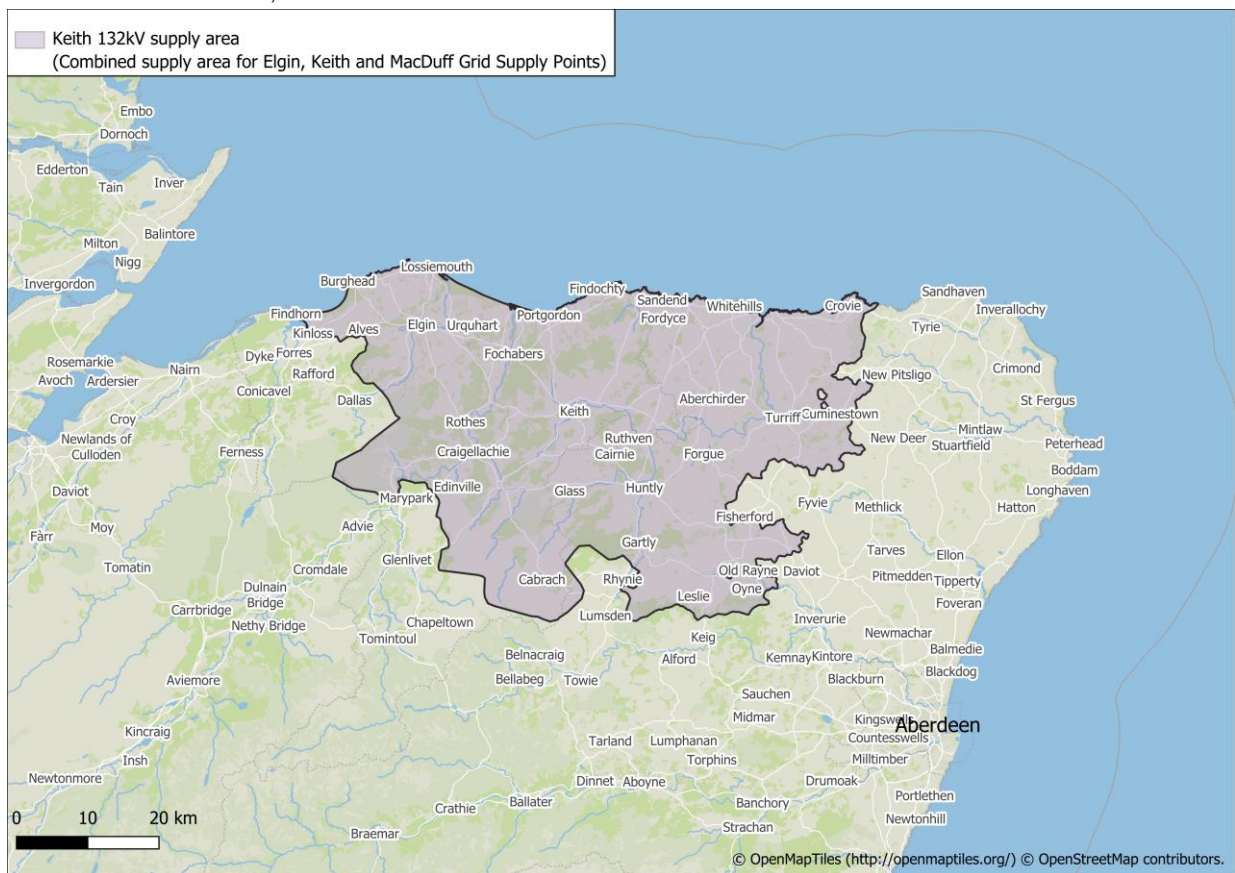 Keith 132kV supply area
(Combined supply area for Elgin, Keith and MacDuff Grid Supply Points)
Embo
Dornoch
Edderton
Tain
Inver
Balintore
Milton
Nigg
Invergordon
Lossiemouth
Burghead
Findochty
Sandend
Whitehills
Crovie
Sandhaven
Inverallochy
Findhorn
Portgordon
Fordyce
Kinloss
Alves
Elgin
Urquhart
Tyrie
Rosemarkie
Dyke
Forres
Fochabers
Crimond
Avoch
Ardersier
Nairn
Rafford
New Pitsligo
Conicavel
Dallas
Aberchirder
St Fergus
Croy
Keith
Turriff
Cuminestown
Rothes
Mintlaw
Newlands of
Culloden
Ruthven
New Deer
Stuartfield
Peterhead
Ferness
Craigellachie
Cairnie
Forgue
Boddam
Daviot
Edinville
Glass
Huntly
Longhaven
Marypark
Fyvie
Methlick
Hatton
Moy
Advie
Fisherford
Fàrr
Gartly
Tarves
Ellon
Tomatin
Glenlivet
Cromdale
Cabrach
Rhynie
Old Rayne
Daviot
Pitmedden
Tipperty
Dulnain
Bridge
Oyne
Leslie
Foveran
Carrbridge
Lumsden
Inverurie
Nethy Bridge
Chapeltown
Newmachar
Tomintoul
Keig
Balmedie
Belnacraig
Alford
Kemnay
Kintore
Blackdog
Aviemore
Bellabeg
Towie
Blackburn
Sauchen
Midmar
Kingswells
Aberdeen
Kincraig
Countesswells
Insh
Tarland
Lumphanan
Milltimber
Torphins
Newtonmore
Dinnet
Aboyne
Drumoak
Portlethen
Crathie
Ballater
Banchory
Newtonhill
Braemar
Strachan
0 10 20 km
© OpenMapTiles (http://openmaptiles.org/) © OpenStreetMap contributors.